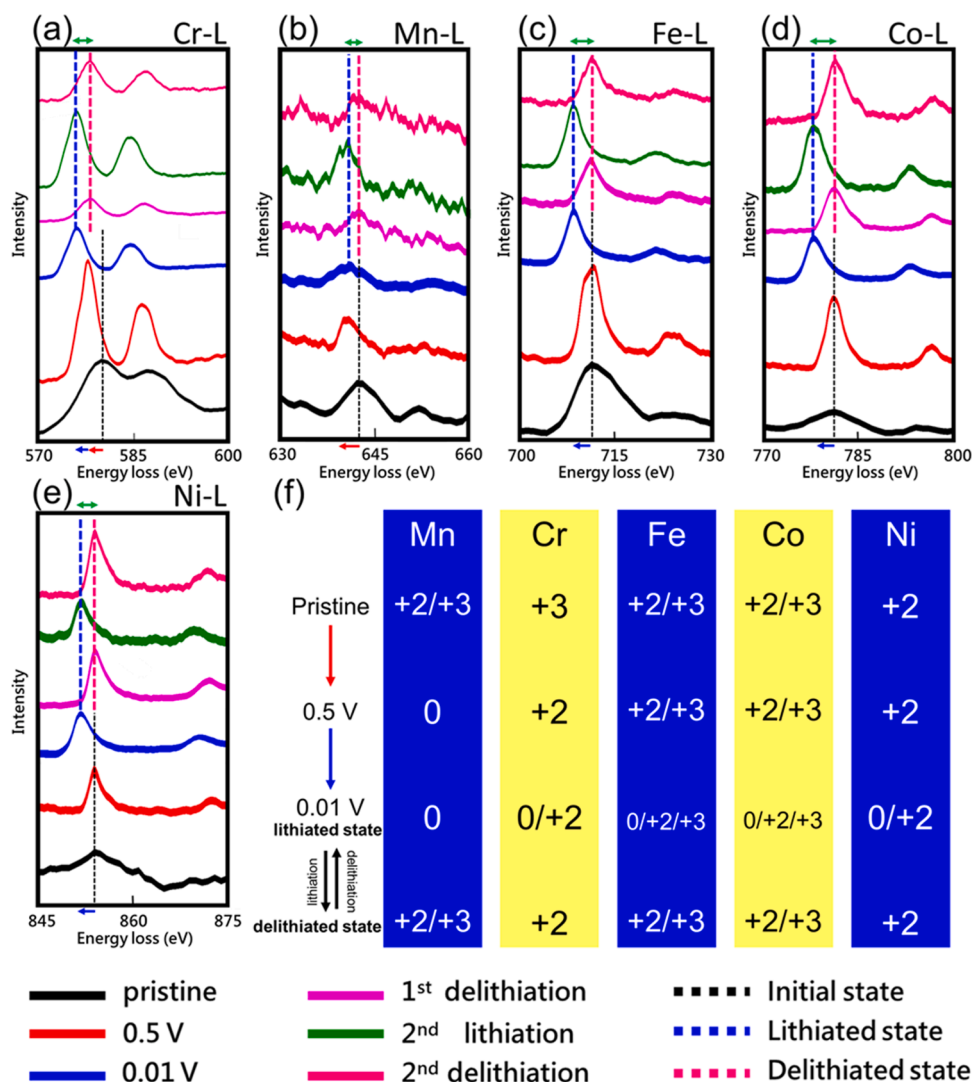 (a) Cr-L
Intensity
570 585 600
Energy loss (eV)
(b) Mn-L
Intensity
630 645 660
Energy loss (eV)
(c) Fe-L
Intensity
700 715 730
Energy loss (eV)
(d) Co-L
Intensity
770 785 800
Energy loss (eV)
(e) Ni-L
Intensity
845 860 875
Energy loss (eV)
(f)
Mn Cr Fe Co Ni
Pristine +2/+3 +3 +2/+3 +2/+3 +2
0.5 V 0 +2 +2/+3 +2/+3 +2
0.01 V
lithiated state 0 0/+2 0/+2/+3 0/+2/+3 0/+2
lithiation
delithiation
delithiated state +2/+3 +2 +2/+3 +2/+3 +2
pristine 1st delithiation Initial state
0.5 V 2nd lithiation Lithiated state
0.01 V 2nd delithiation Delithiated state